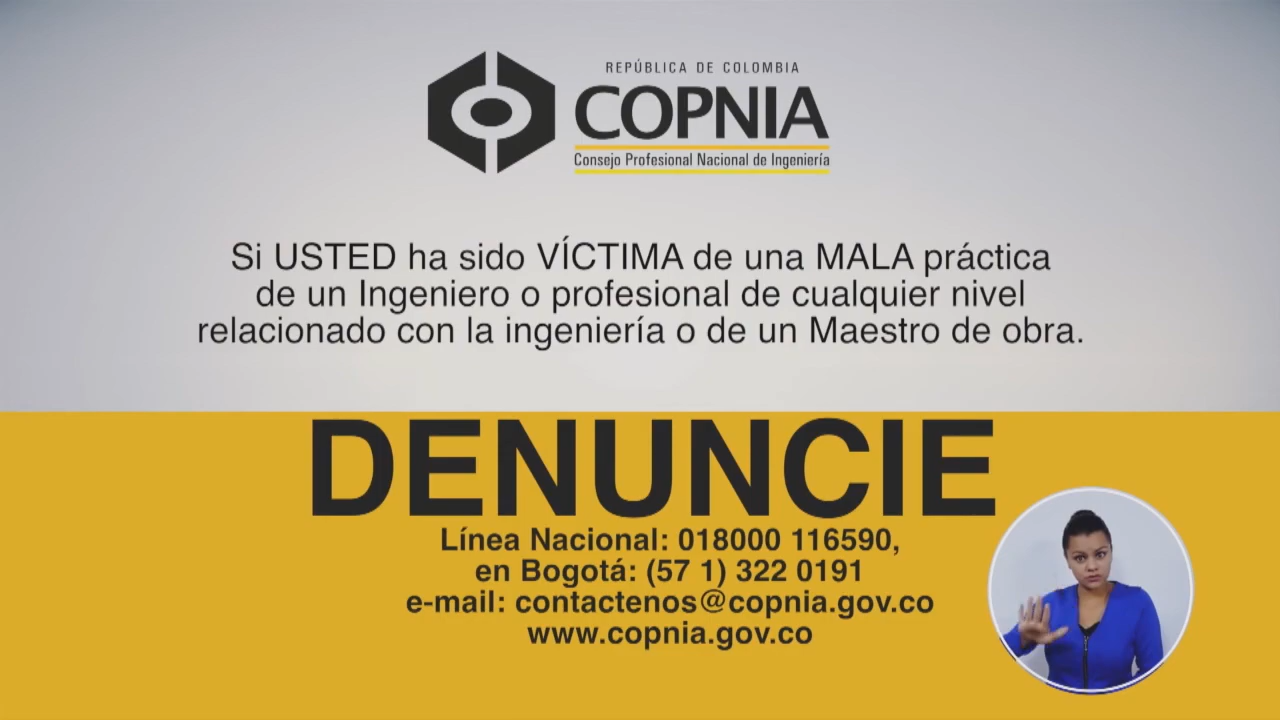 REPÚBLICA DE COLOMBIA
COPNIA
Consejo Profesional Nacional de Ingeniería
Si USTED ha sido VÍCTIMA de una MALA práctica
de un Ingeniero o profesional de cualquier nivel
relacionado con la ingeniería o de un Maestro de obra.
DENUNCIE
Línea Nacional: 018000 116590,
en Bogotá: (57 1) 322 0191
e-mail: contactenos@copnia.gov.co
www.copnia.gov.co